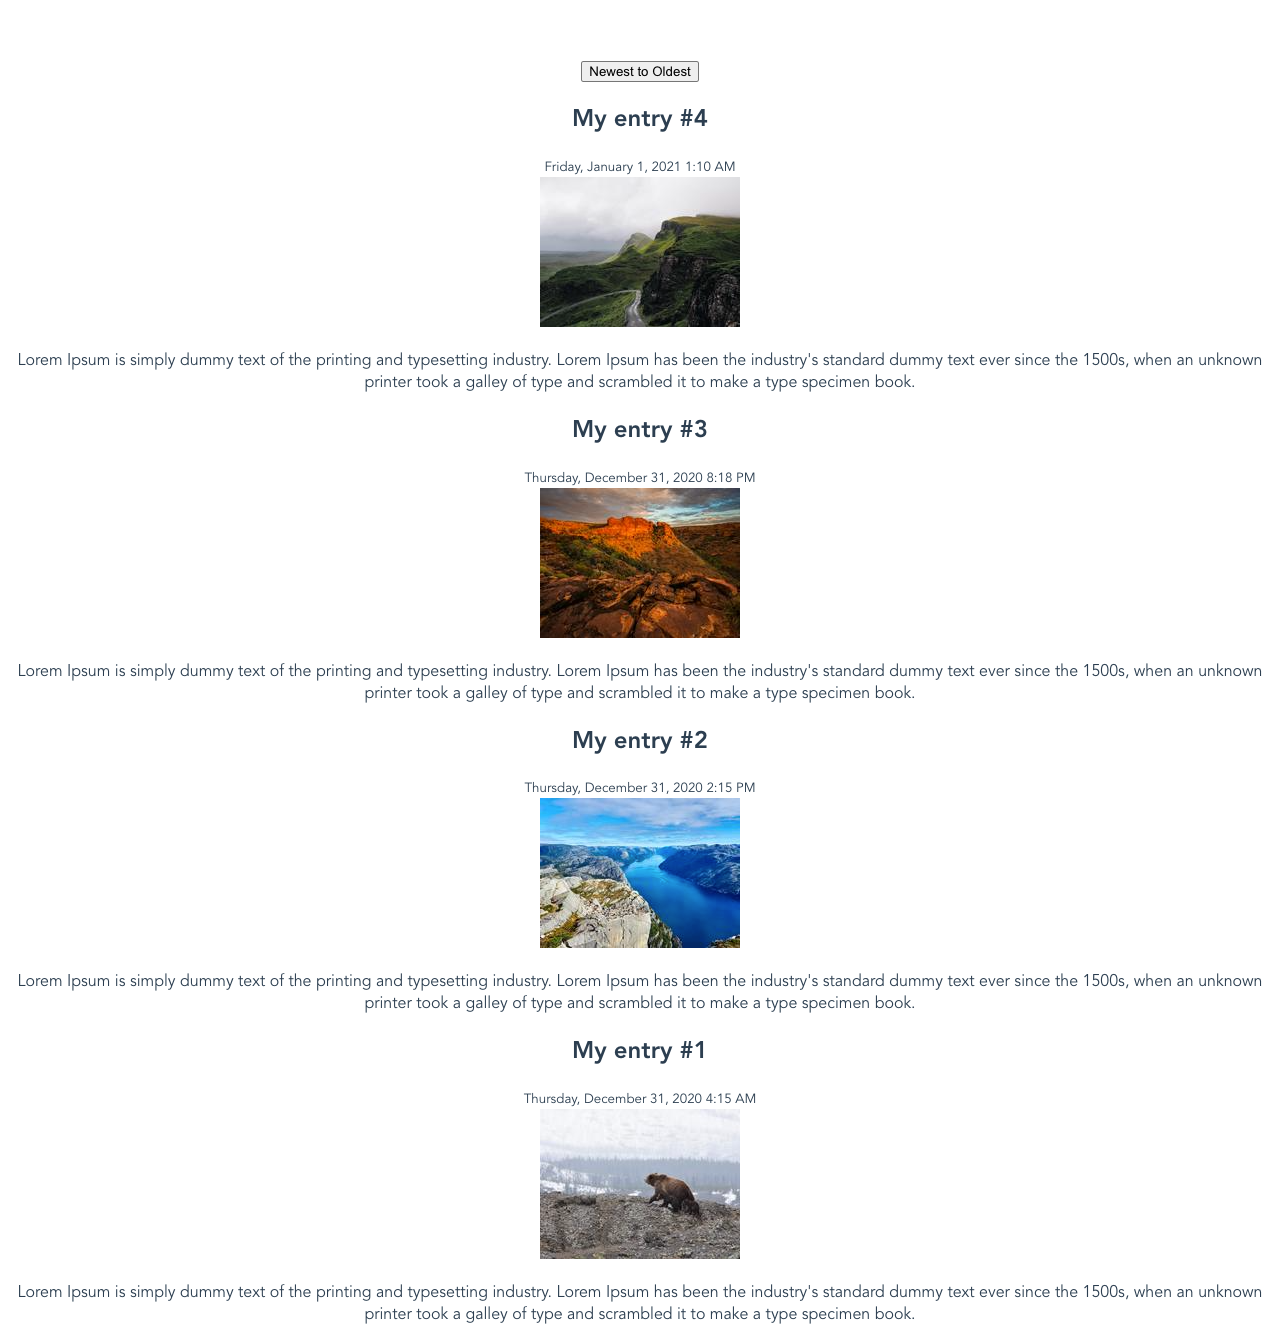 Newest to Oldest
My entry #4
Friday, January 1, 2021 1:10 AM
Lorem Ipsum is simply dummy text of the printing and typesetting industry. Lorem Ipsum has been the industry's standard dummy text ever since the 1500s, when an unknown
printer took a galley of type and scrambled it to make a type specimen book.
My entry #3
Thursday, December 31, 2020 8:18 PM
Lorem Ipsum is simply dummy text of the printing and typesetting industry. Lorem Ipsum has been the industry's standard dummy text ever since the 1500s, when an unknown
printer took a galley of type and scrambled it to make a type specimen book.
My entry #2
Thursday, December 31, 2020 2:15 PM
Lorem Ipsum is simply dummy text of the printing and typesetting industry. Lorem Ipsum has been the industry's standard dummy text ever since the 1500s, when an unknown
printer took a galley of type and scrambled it to make a type specimen book.
My entry #1
Thursday, December 31, 2020 4:15 AM
Lorem Ipsum is simply dummy text of the printing and typesetting industry. Lorem Ipsum has been the industry's standard dummy text ever since the 1500s, when an unknown
printer took a galley of type and scrambled it to make a type specimen book.